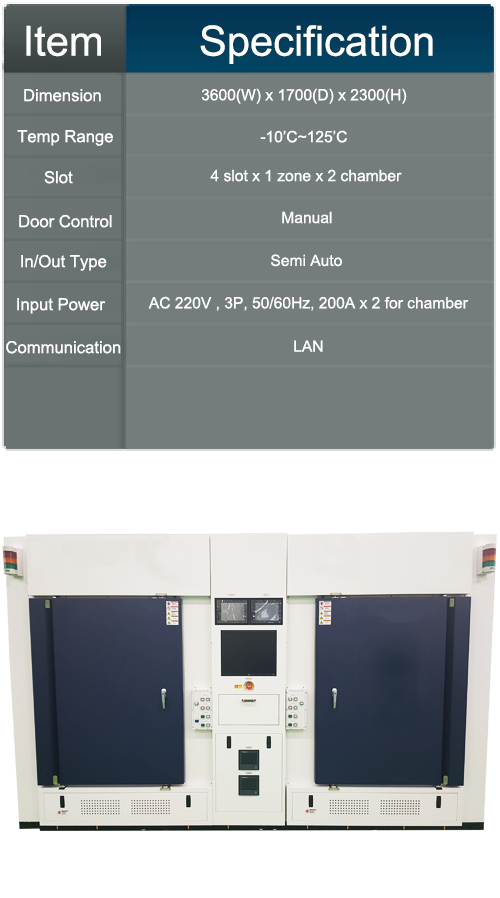 Item Specification
Dimension 3600(W) x 1700(D) x 2300(H)
Temp Range -10'C~125'C
Slot 4 slot x 1 zone x 2 chamber
Door Control Manual
In/Out Type Semi Auto
Input Power AC 220V , 3P, 50/60Hz, 200A x 2 for chamber
Communication LAN